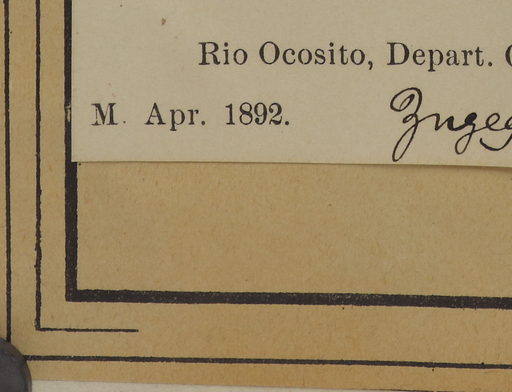 Rio Ocosito, Depart.
M. Apr. 1892.